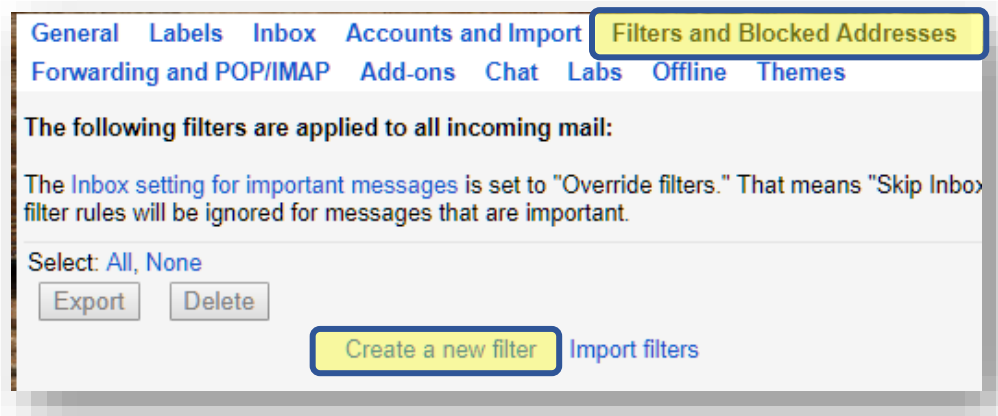 General Labels Inbox Accounts and Import Filters and Blocked Addresses
Forwarding and POP/IMAP Add-ons Chat Labs Offline Themes
The following filters are applied to all incoming mail:
The Inbox setting for important messages is set to "Override filters." That means "Skip Inbox
filter rules will be ignored for messages that are important.
Select: All, None
Export Delete
Create a new filter Import filters